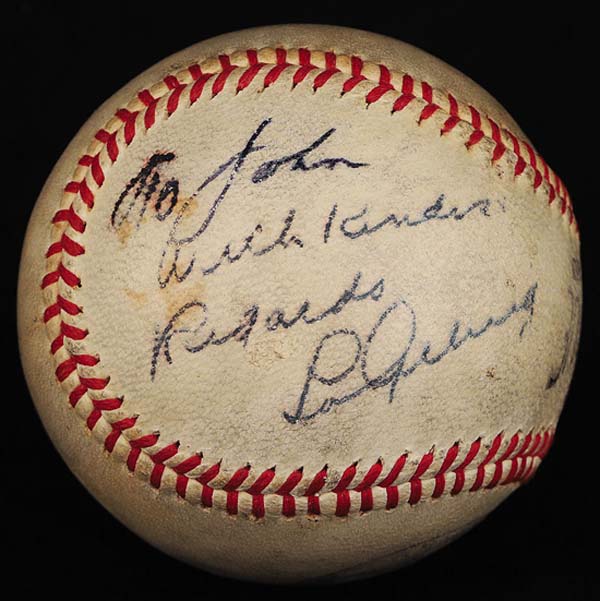 To John
With Kindest
Regards
Lou Gehrig